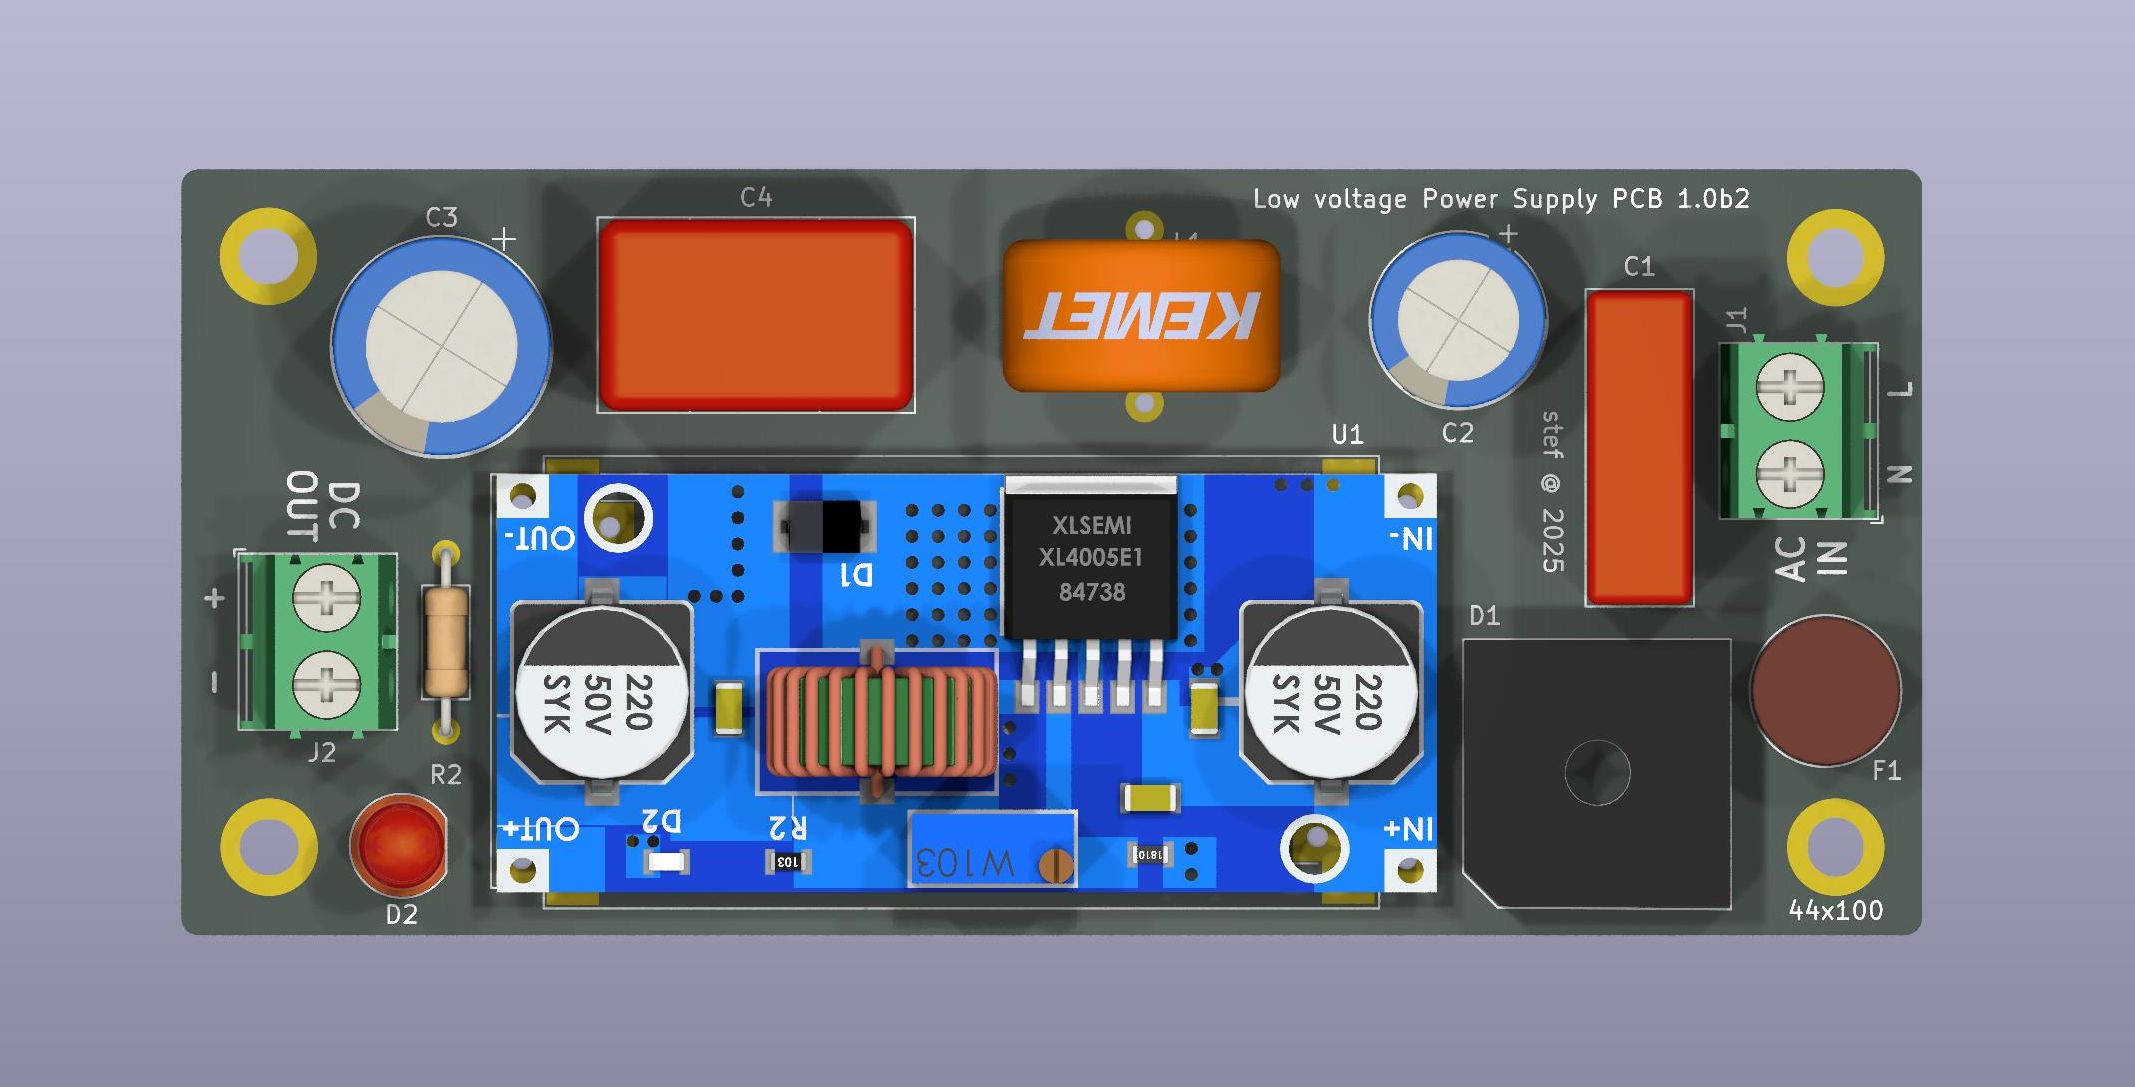 Low voltage Power Supply PCB 1.0b2
C3
+
C4
L1
KEMET
+
C2
C1
J1
L
N
AC
IN
stef @ 2025
U1
DC
OUT
+
-
J2
R2
D2
D1
F1
44x100
OUT-
D1
XLSEMI
XL4005E1
84738
IN-
220
50V
SYK
220
50V
SYK
OUT+
D2
R2
103
W103
1810
IN+